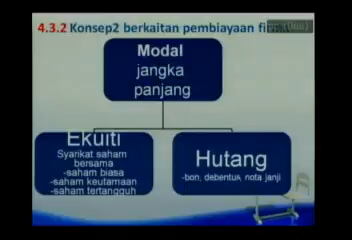 4.3.2 Konsep2 berkaitan pembiayaan
Modal
jangka
panjang
Ekuiti
Syarikat saham
bersama
-saham biasa
-saham keutamaan
-saham tertangguh
Hutang
-bon, debentuk, nota janji